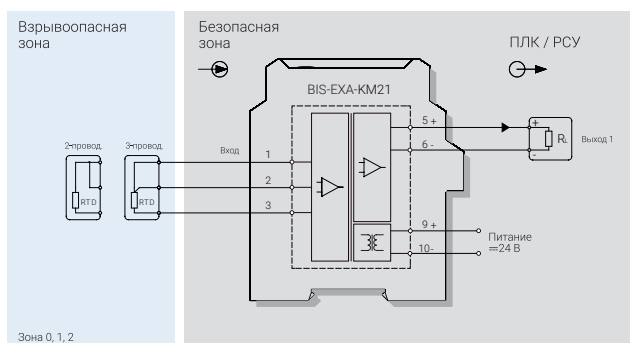 Взрывоопасная
зона
Безопасная
зона
ПЛК / РСУ
BIS-EXA-KM21
2-провод.
3-провод.
Вход
1
2
3
RTD
RTD
5 +
6 -
+
RL
-
Выход 1
9 +
10-
Питание
⎓24 В
Зона 0, 1, 2